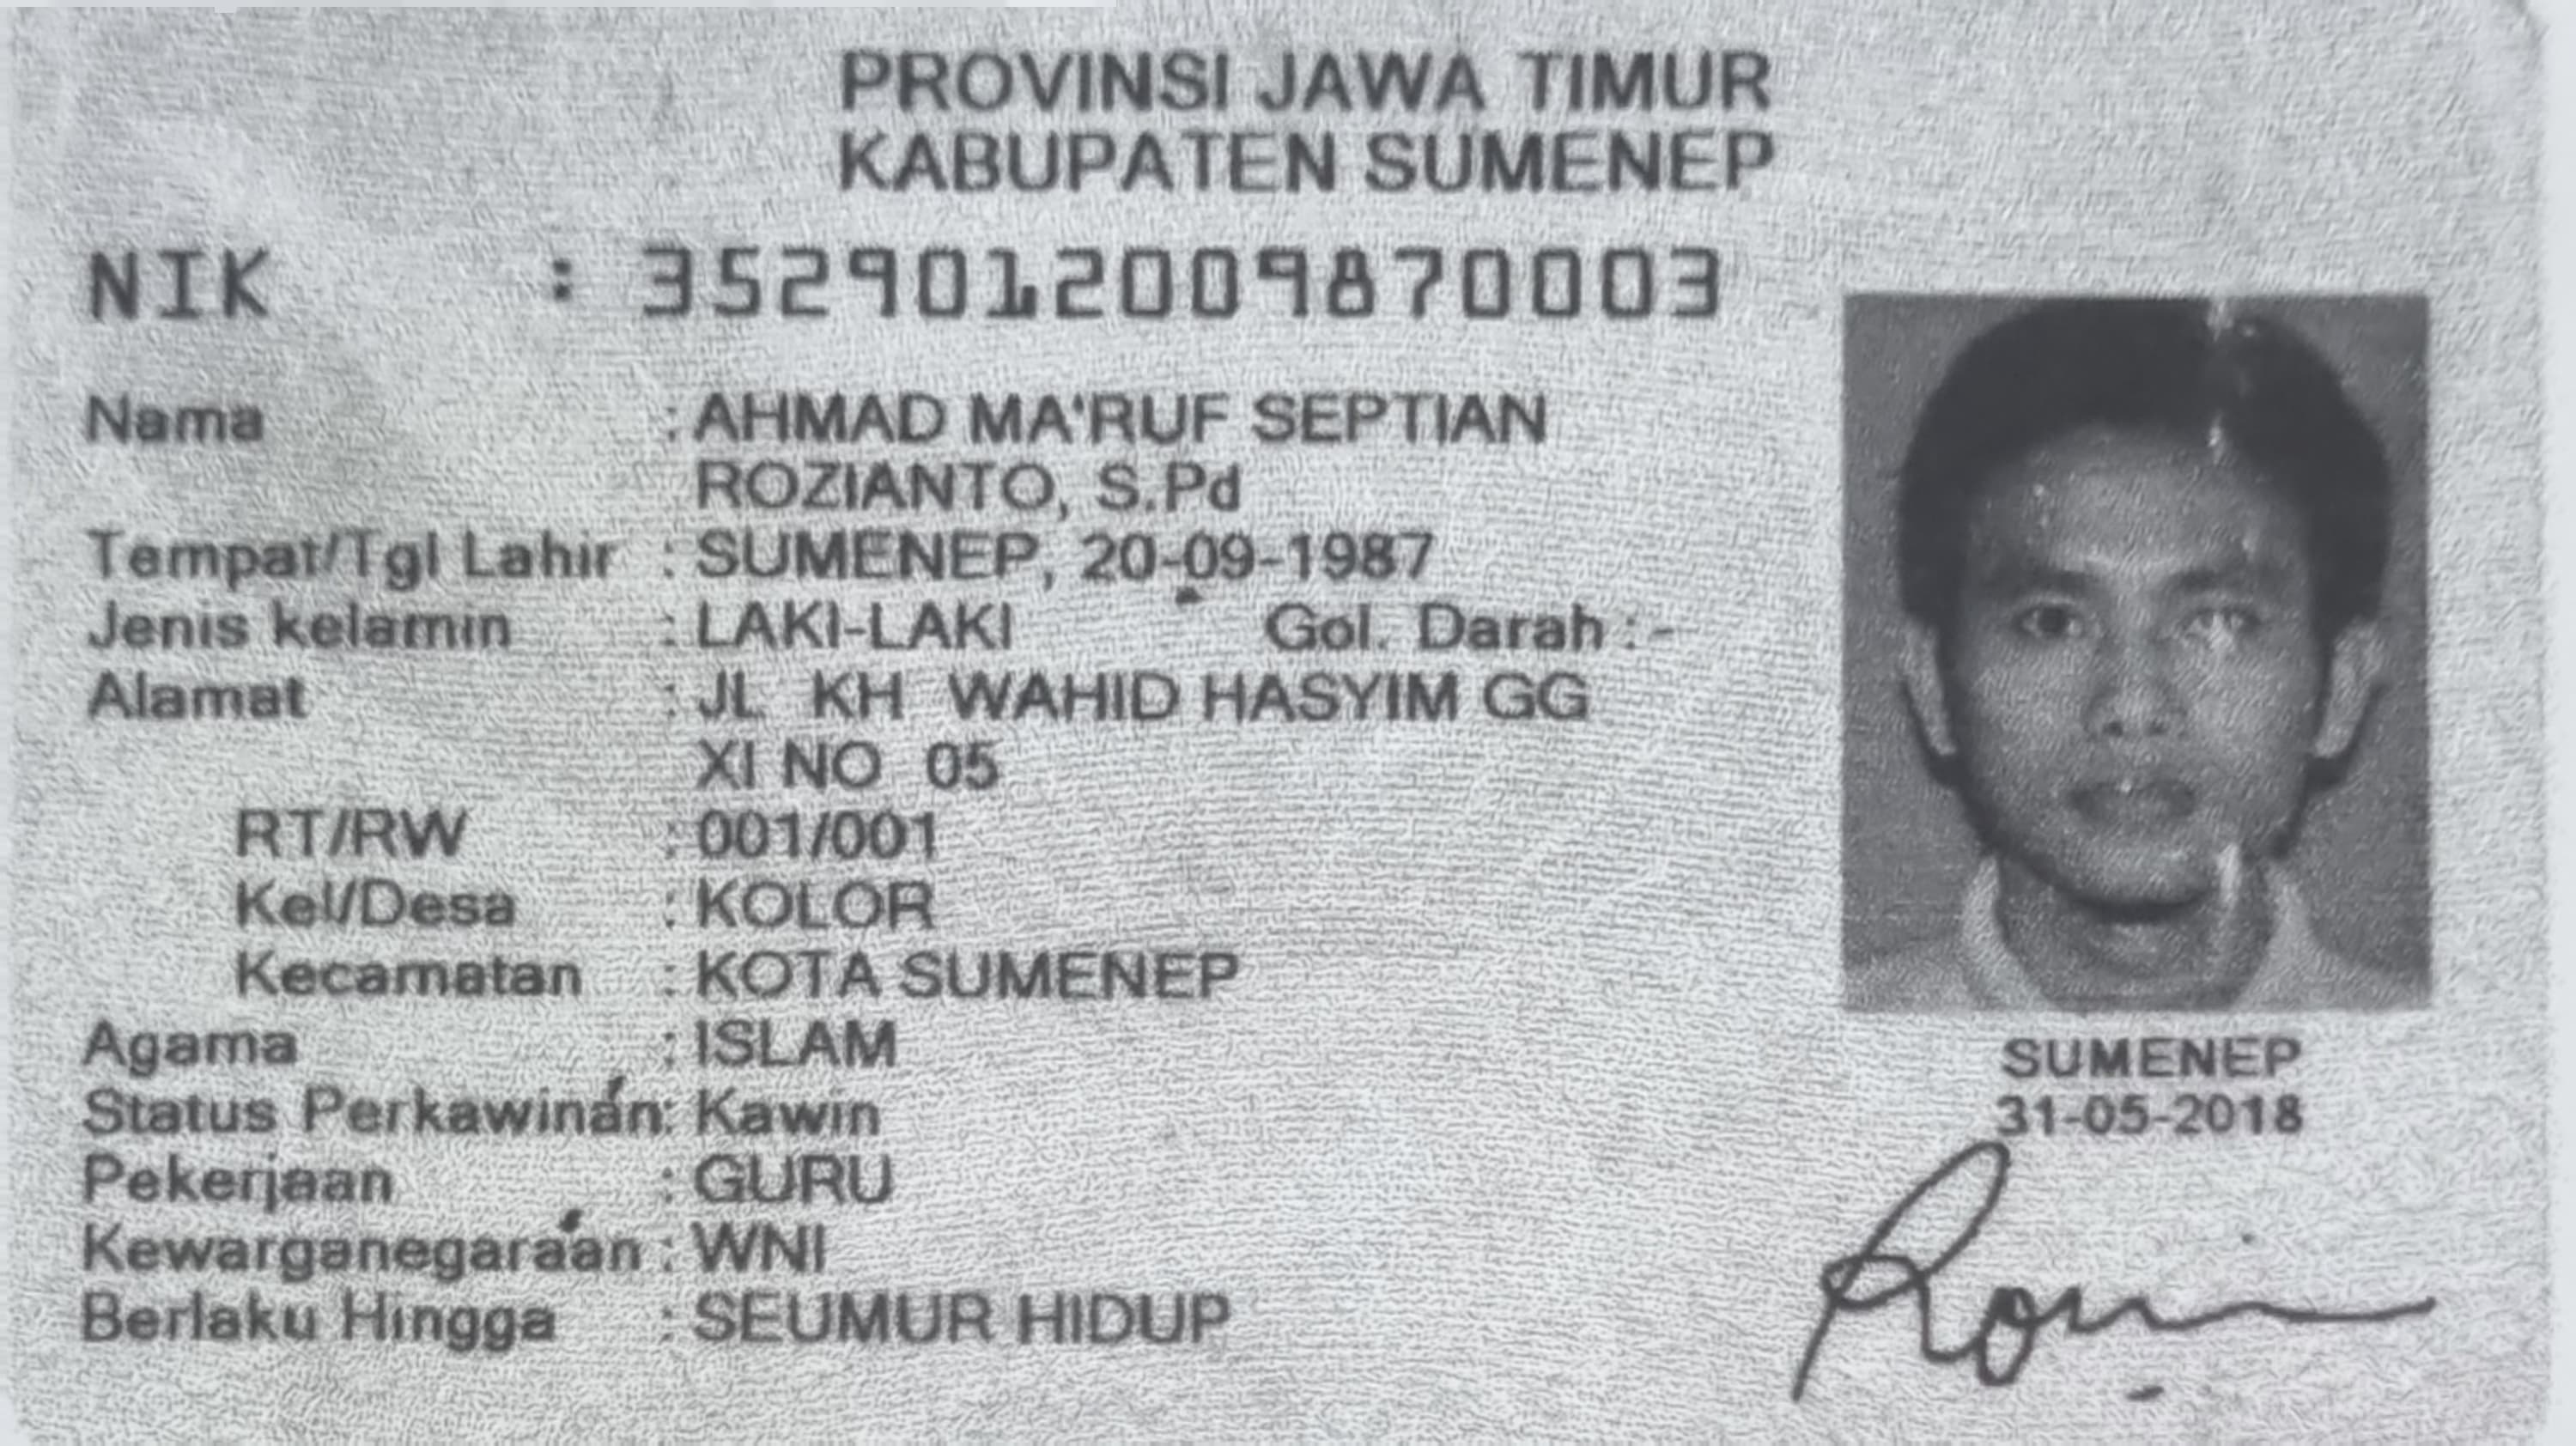 PROVINSI JAWA TIMUR
KABUPATEN SUMENEP
NIK : 3529012009870003
Nama : AHMAD MA'RUF SEPTIAN
ROZIANTO, S.Pd
Tempat/Tgl Lahir : SUMENEP, 20-09-1987
Jenis kelamin : LAKI-LAKI Gol. Darah : -
Alamat : JL KH WAHID HASYIM GG
XI NO 05
RT/RW : 001/001
Kel/Desa : KOLOR
Kecamatan : KOTA SUMENEP
Agama : ISLAM
Status Perkawinan: Kawin
Pekerjaan : GURU
Kewarganegaraan : WNI
Berlaku Hingga : SEUMUR HIDUP
SUMENEP
31-05-2018